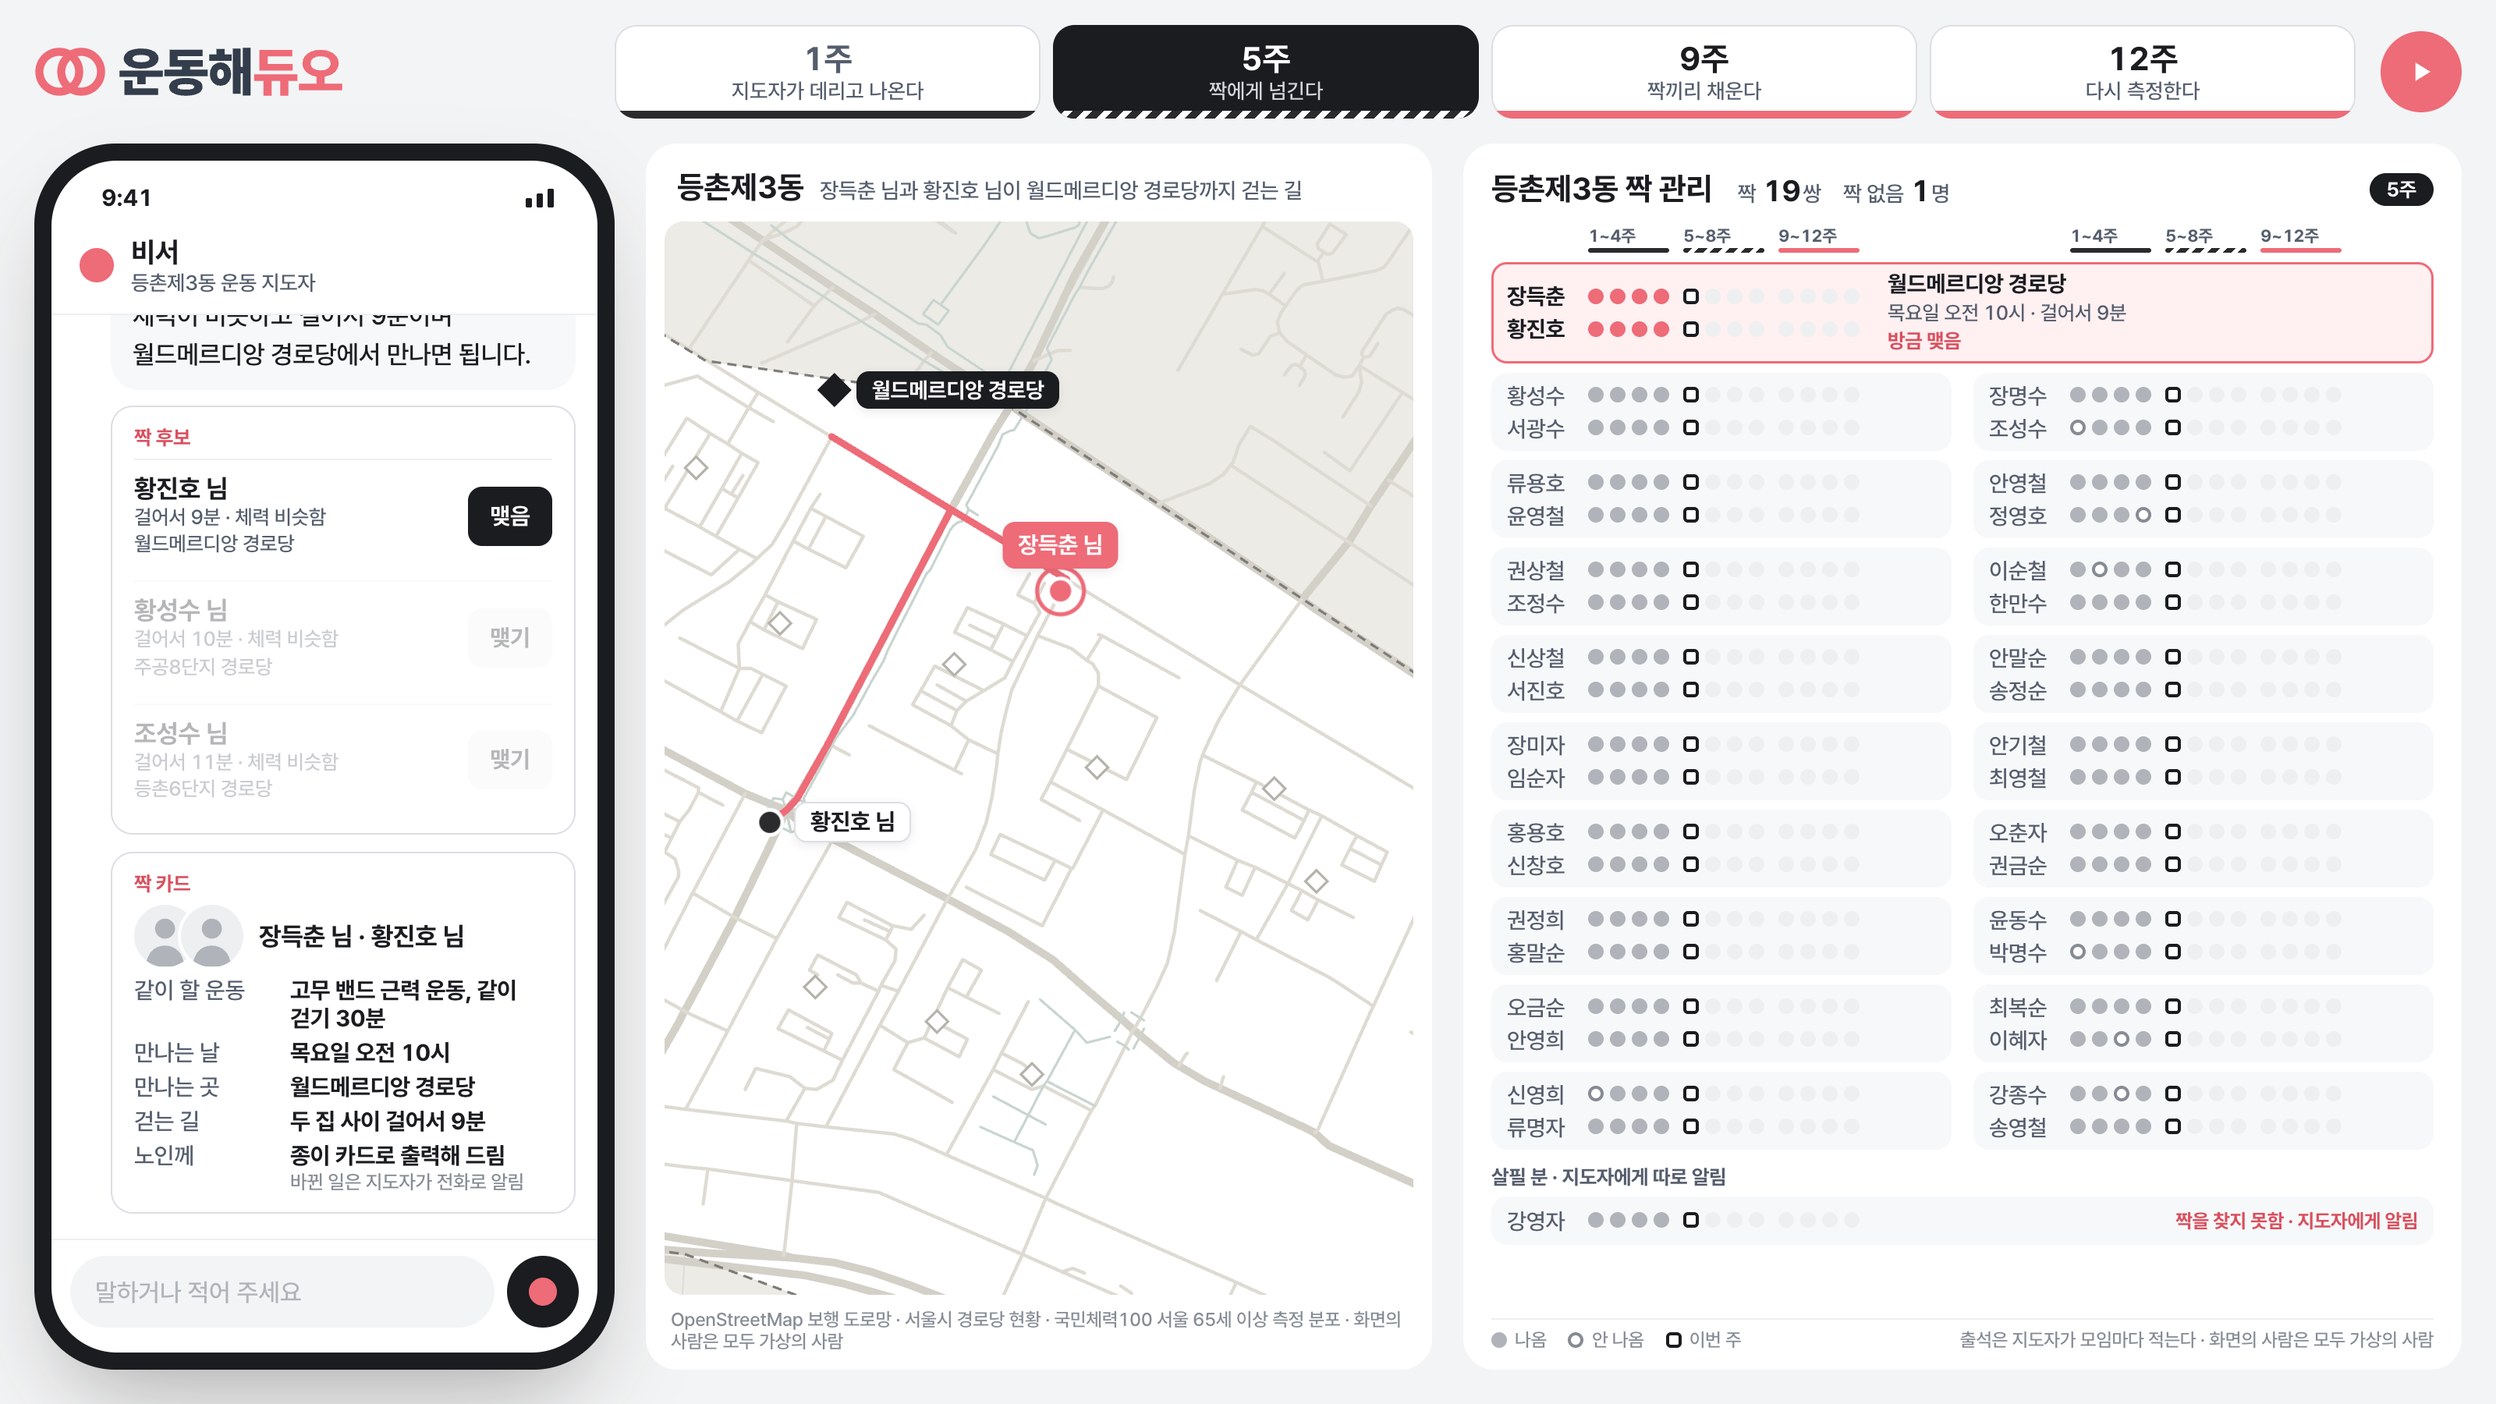 운동해듀오
1주
지도자가 데리고 나온다
5주
짝에게 넘긴다
9주
짝끼리 채운다
12주
다시 측정한다
9:41
비서
등촌제3동 운동 지도자
체력이 비슷하고 걸어서 9분이며
월드메르디앙 경로당에서 만나면 됩니다.
짝 후보
황진호 님
걸어서 9분 · 체력 비슷함
월드메르디앙 경로당
맺음
황성수 님
걸어서 10분 · 체력 비슷함
주공8단지 경로당
맺기
조성수 님
걸어서 11분 · 체력 비슷함
등촌6단지 경로당
맺기
짝 카드
장득춘 님 · 황진호 님
같이 할 운동 고무 밴드 근력 운동, 같이
걷기 30분
만나는 날 목요일 오전 10시
만나는 곳 월드메르디앙 경로당
걷는 길 두 집 사이 걸어서 9분
노인께 종이 카드로 출력해 드림
바뀐 일은 지도자가 전화로 알림
말하거나 적어 주세요
등촌제3동 장득춘 님과 황진호 님이 월드메르디앙 경로당까지 걷는 길
월드메르디앙 경로당
장득춘 님
황진호 님
OpenStreetMap 보행 도로망 · 서울시 경로당 현황 · 국민체력100 서울 65세 이상 측정 분포 · 화면의
사람은 모두 가상의 사람
등촌제3동 짝 관리 짝 19쌍 짝 없음 1명 5주
1~4주 5~8주 9~12주 1~4주 5~8주 9~12주
장득춘
황진호
월드메르디앙 경로당
목요일 오전 10시 · 걸어서 9분
방금 맺음
황성수 장명수
서광수 조성수
류용호 안영철
윤영철 정영호
권상철 이순철
조정수 한만수
신상철 안말순
서진호 송정순
장미자 안기철
임순자 최영철
홍용호 오춘자
신창호 권금순
권정희 윤동수
홍말순 박명수
오금순 최복순
안영희 이혜자
신영희 강종수
류명자 송영철
살필 분 · 지도자에게 따로 알림
강영자 짝을 찾지 못함 · 지도자에게 알림
나옴 안 나옴 이번 주 출석은 지도자가 모임마다 적는다 · 화면의 사람은 모두 가상의 사람